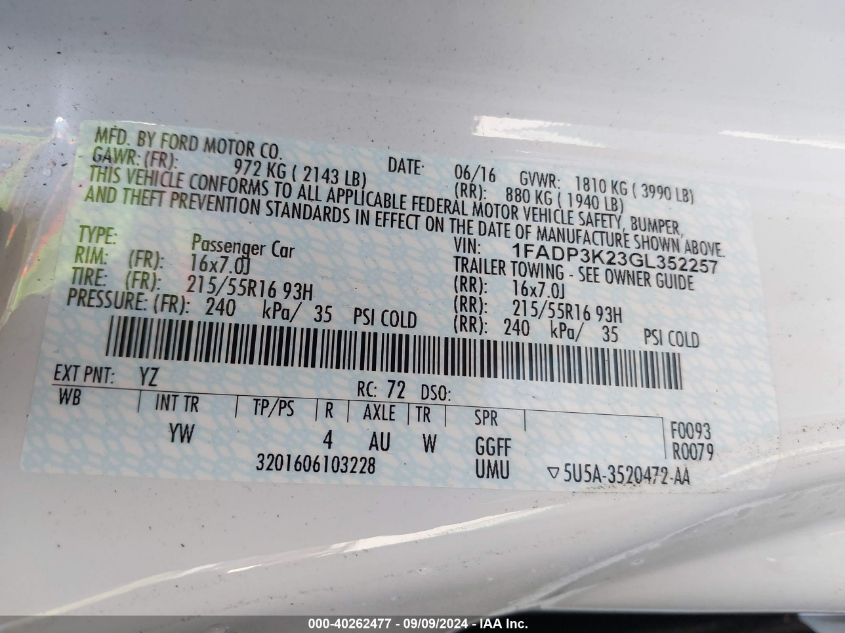 MFD. BY FORD MOTOR CO.
DATE: 06/16 GVWR: 1810 KG ( 3990 LB)
GAWR: (FR): 972 KG ( 2143 LB) (RR): 880 KG ( 1940 LB)
THIS VEHICLE CONFORMS TO ALL APPLICABLE FEDERAL MOTOR VEHICLE SAFETY, BUMPER,
AND THEFT PREVENTION STANDARDS IN EFFECT ON THE DATE OF MANUFACTURE SHOWN ABOVE.
TYPE: Passenger Car VIN: 1FADP3K23GL352257
TRAILER TOWING - SEE OWNER GUIDE
RIM: (FR): 16x7.0J (RR): 16x7.0J
TIRE: (FR): 215/55R16 93H (RR): 215/55R16 93H
PRESSURE: (FR): 240 kPa/ 35 PSI COLD (RR): 240 kPa/ 35 PSI COLD
EXT PNT: YZ RC: 72 DSO:
WB INT TR TP/PS R AXLE TR SPR F0093
YW 4 AU W GGFF R0079
3201606103228 UMU ▽5U5A-3520472-AA
000-40262477 - 09/09/2024 - IAA Inc.